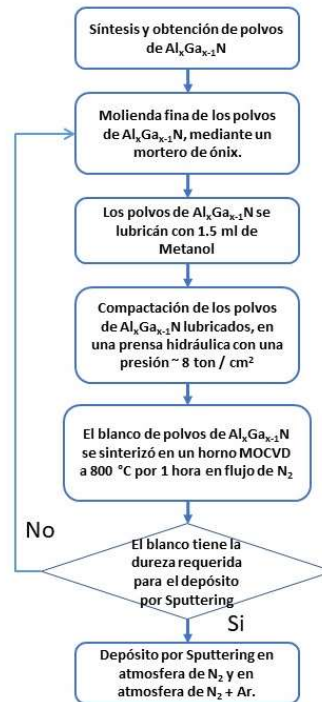 Síntesis y obtención de polvos
de AlₓGaₓ₋₁N
Molienda fina de los polvos
de AlₓGaₓ₋₁N, mediante un
mortero de ónix.
Los polvos de AlₓGaₓ₋₁N se
lubricán con 1.5 ml de
Metanol
Compactación de los polvos
de AlₓGaₓ₋₁N lubricados, en
una prensa hidráulica con una
presión ~ 8 ton / cm²
El blanco de polvos de AlₓGaₓ₋₁N
se sinterizó en un horno MOCVD
a 800 °C por 1 hora en flujo de N₂
No
El blanco tiene la
dureza requerida
para el depósito
por Sputtering
Si
Depósito por Sputtering en
atmosfera de N₂ y en
atmosfera de N₂ + Ar.